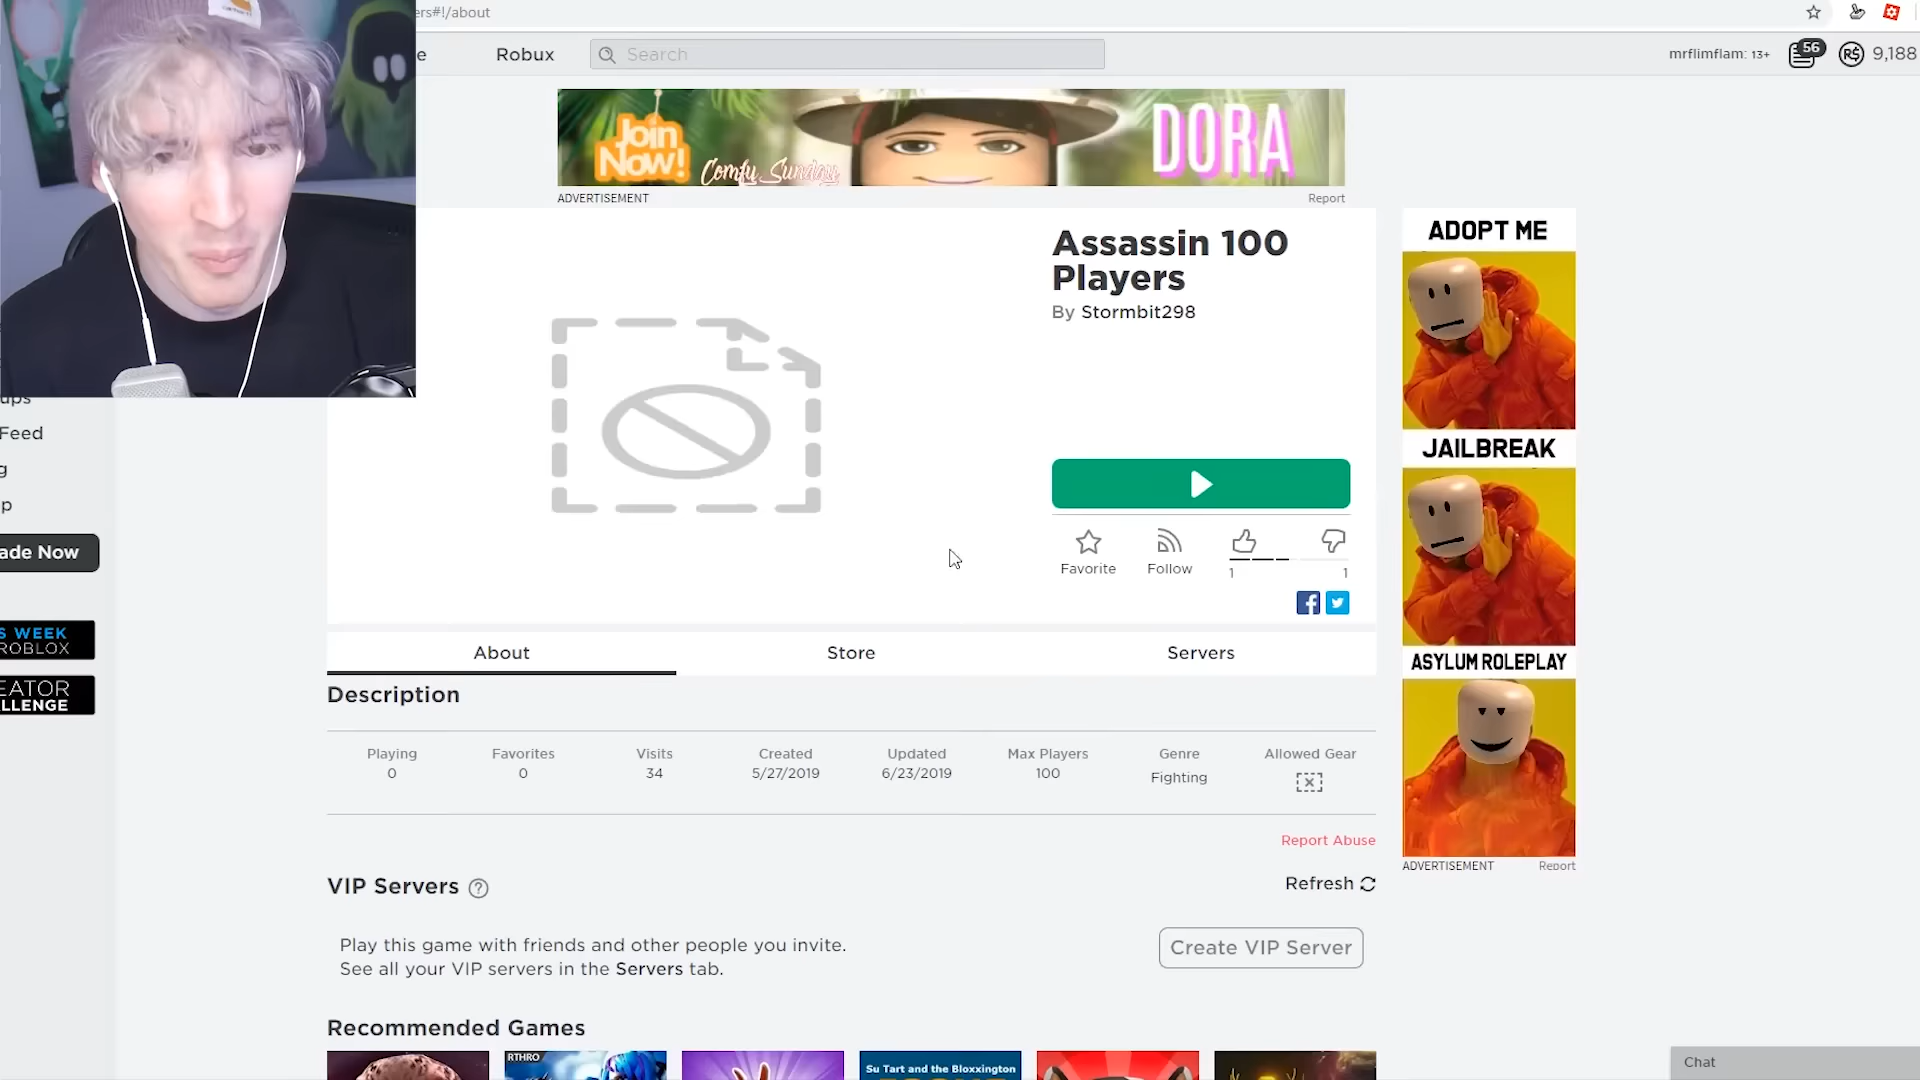 ers#!/about
e
Robux
Search
mrflimflam: 13+
56
R$
9,188
Join
Now!
Comfy Sunday
DORA
ADVERTISEMENT
Report
Assassin 100
Players
By Stormbit298
Favorite
Follow
1
1
About
Store
Servers
Description
Playing
0
Favorites
0
Visits
34
Created
5/27/2019
Updated
6/23/2019
Max Players
100
Genre
Fighting
Allowed Gear
Report Abuse
VIP Servers ?
Refresh
Play this game with friends and other people you invite.
See all your VIP servers in the Servers tab.
Create VIP Server
Recommended Games
RTHRO
Su Tart and the Bloxxington
ups
Feed
g
p
ade Now
S WEEK
ROBLOX
EATOR
LLENGE
ADOPT ME
JAILBREAK
ASYLUM ROLEPLAY
ADVERTISEMENT
Report
Chat